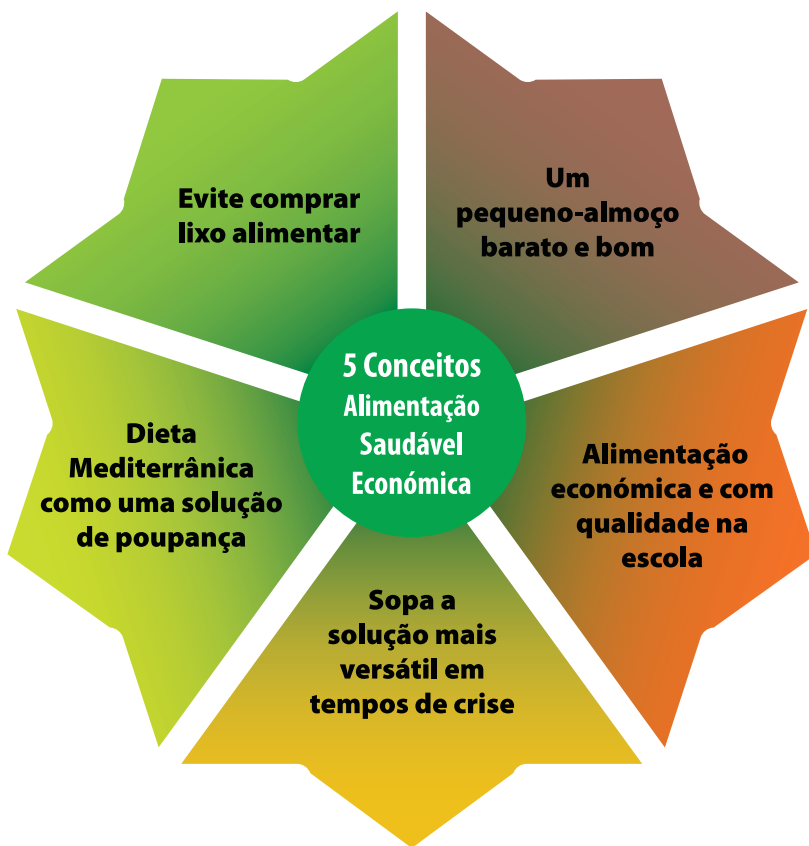 5 Conceitos
Alimentação
Saudável
Económica
Um
pequeno-almoço
barato e bom
Alimentação
económica e com
qualidade na
escola
Sopa a
solução mais
versátil em
tempos de crise
Dieta
Mediterrânica
como uma solução
de poupança
Evite comprar
lixo alimentar